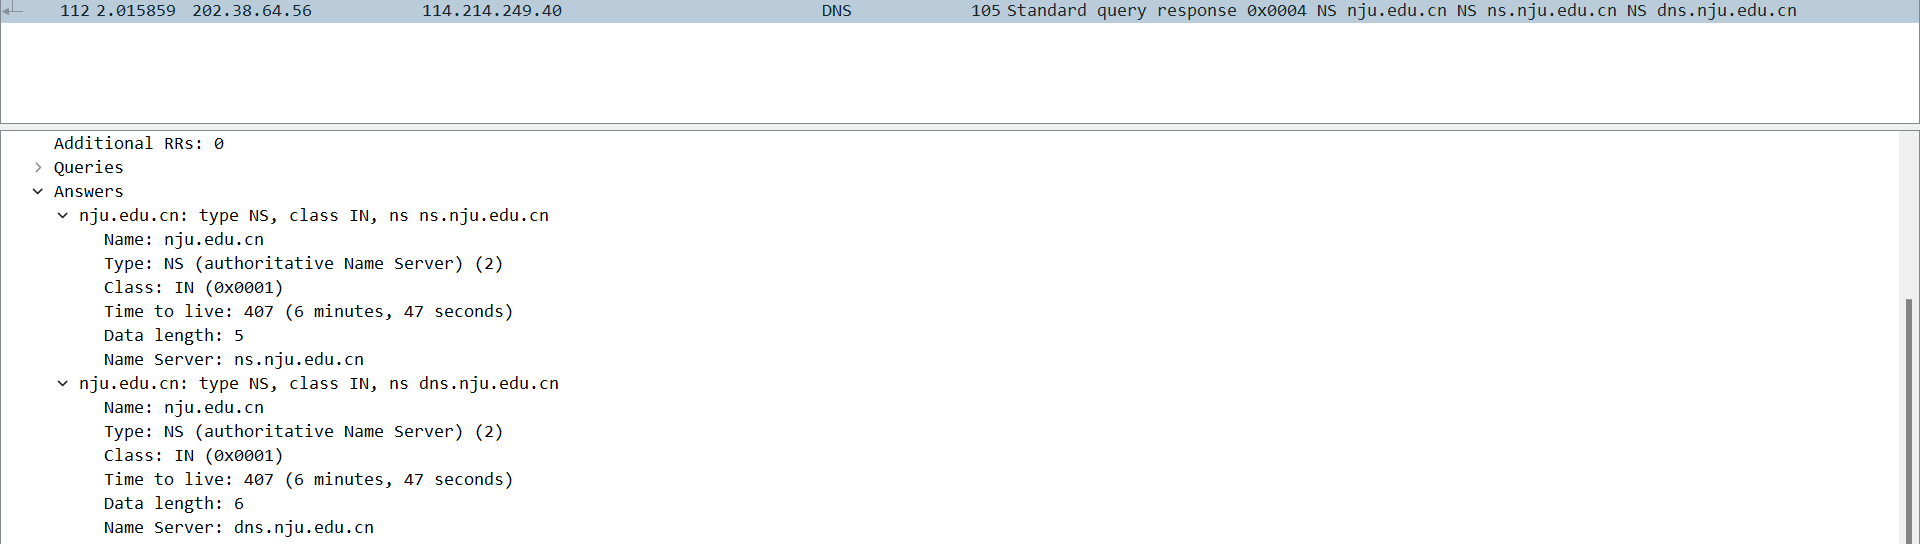 112 2.015859 202.38.64.56 114.214.249.40 DNS 105 Standard query response 0x0004 NS nju.edu.cn NS ns.nju.edu.cn NS dns.nju.edu.cn
Additional RRs: 0
Queries
Answers
nju.edu.cn: type NS, class IN, ns ns.nju.edu.cn
Name: nju.edu.cn
Type: NS (authoritative Name Server) (2)
Class: IN (0x0001)
Time to live: 407 (6 minutes, 47 seconds)
Data length: 5
Name Server: ns.nju.edu.cn
nju.edu.cn: type NS, class IN, ns dns.nju.edu.cn
Name: nju.edu.cn
Type: NS (authoritative Name Server) (2)
Class: IN (0x0001)
Time to live: 407 (6 minutes, 47 seconds)
Data length: 6
Name Server: dns.nju.edu.cn